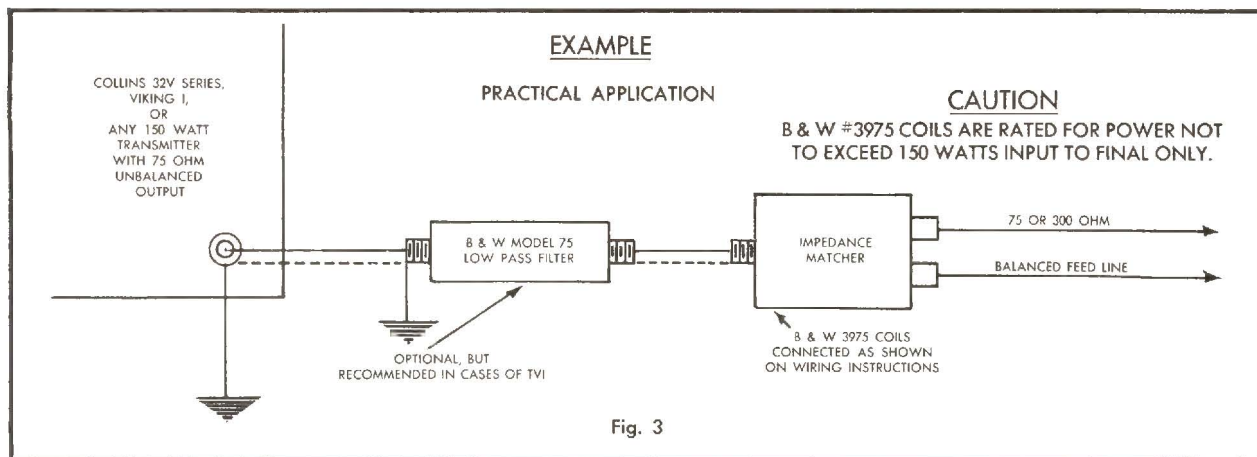 EXAMPLE
PRACTICAL APPLICATION
COLLINS 32V SERIES,
VIKING I,
OR
ANY 150 WATT
TRANSMITTER
WITH 75 OHM
UNBALANCED
OUTPUT
CAUTION
B & W #3975 COILS ARE RATED FOR POWER NOT
TO EXCEED 150 WATTS INPUT TO FINAL ONLY.
B & W MODEL 75
LOW PASS FILTER
OPTIONAL, BUT
RECOMMENDED IN CASES OF TVI
IMPEDANCE
MATCHER
75 OR 300 OHM
BALANCED FEED LINE
B & W 3975 COILS
CONNECTED AS SHOWN
ON WIRING INSTRUCTIONS
Fig. 3